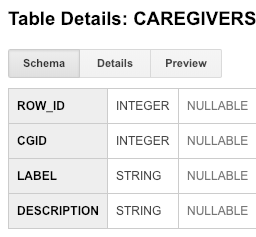 Table Details: CAREGIVERS
Schema Details Preview
ROW_ID INTEGER NULLABLE
CGID INTEGER NULLABLE
LABEL STRING NULLABLE
DESCRIPTION STRING NULLABLE